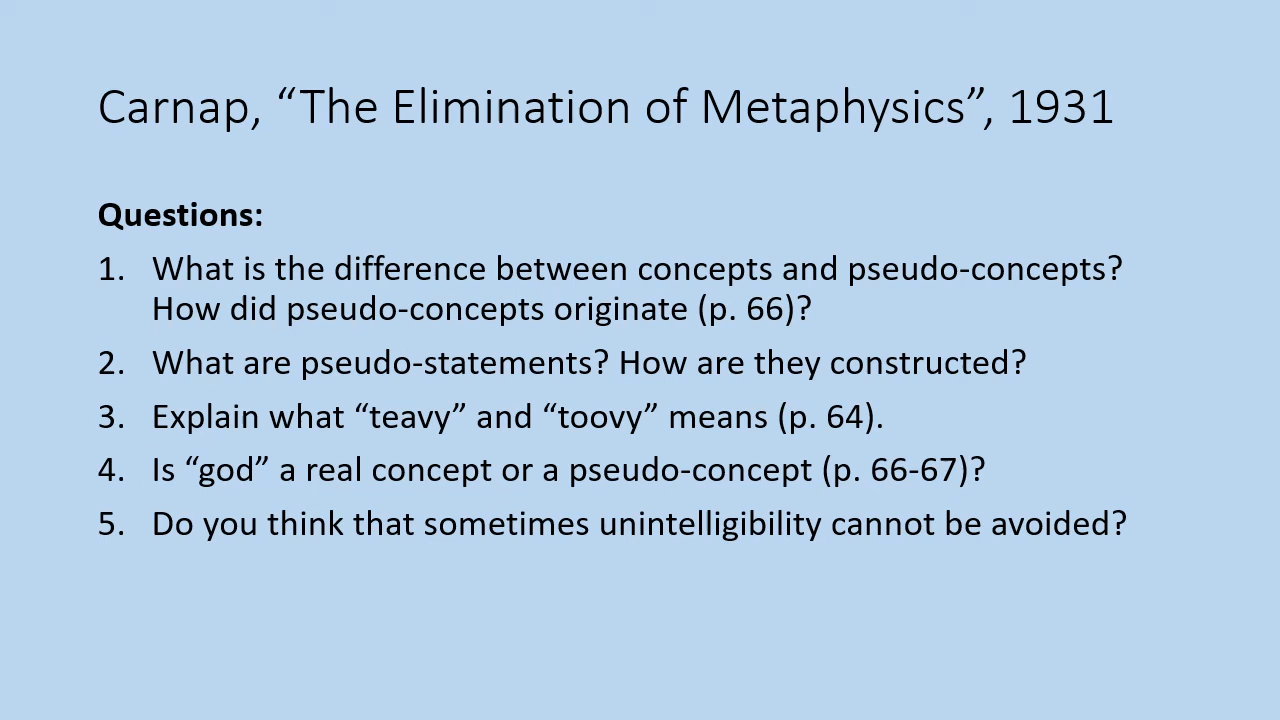 Carnap, “The Elimination of Metaphysics”, 1931
Questions:
1. What is the difference between concepts and pseudo-concepts?
How did pseudo-concepts originate (p. 66)?
2. What are pseudo-statements? How are they constructed?
3. Explain what “teavy” and “toovy” means (p. 64).
4. Is “god” a real concept or a pseudo-concept (p. 66-67)?
5. Do you think that sometimes unintelligibility cannot be avoided?